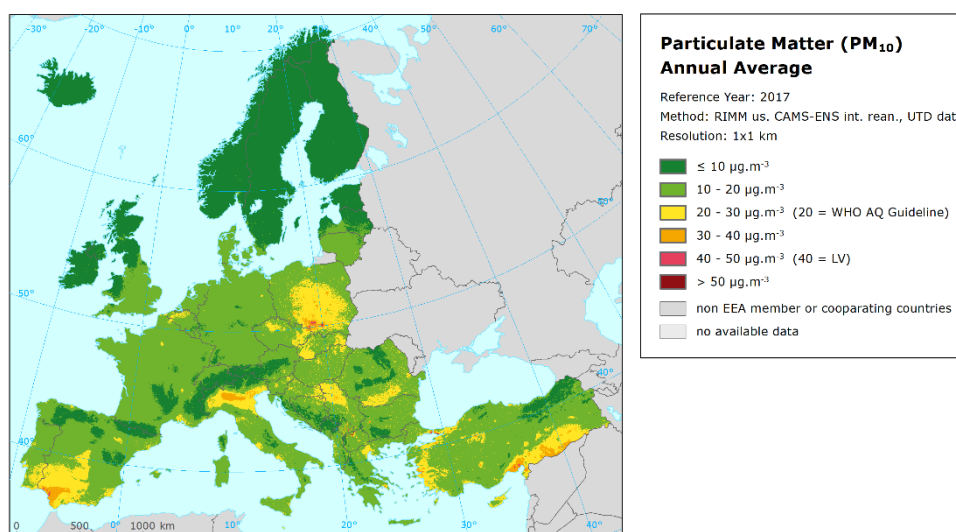 -30° -20° -10° 0° 10° 20° 30° 40° 50° 60° 70°
60°
50°
50°
40°
40°
0 500 0° 1000 km 10° 20° 30° 40°
Particulate Matter (PM₁₀)
Annual Average
Reference Year: 2017
Method: RIMM us. CAMS-ENS int. rean., UTD dat
Resolution: 1x1 km
≤ 10 µg.m⁻³
10 - 20 µg.m⁻³
20 - 30 µg.m⁻³ (20 = WHO AQ Guideline)
30 - 40 µg.m⁻³
40 - 50 µg.m⁻³ (40 = LV)
> 50 µg.m⁻³
non EEA member or cooparating countries
no available data